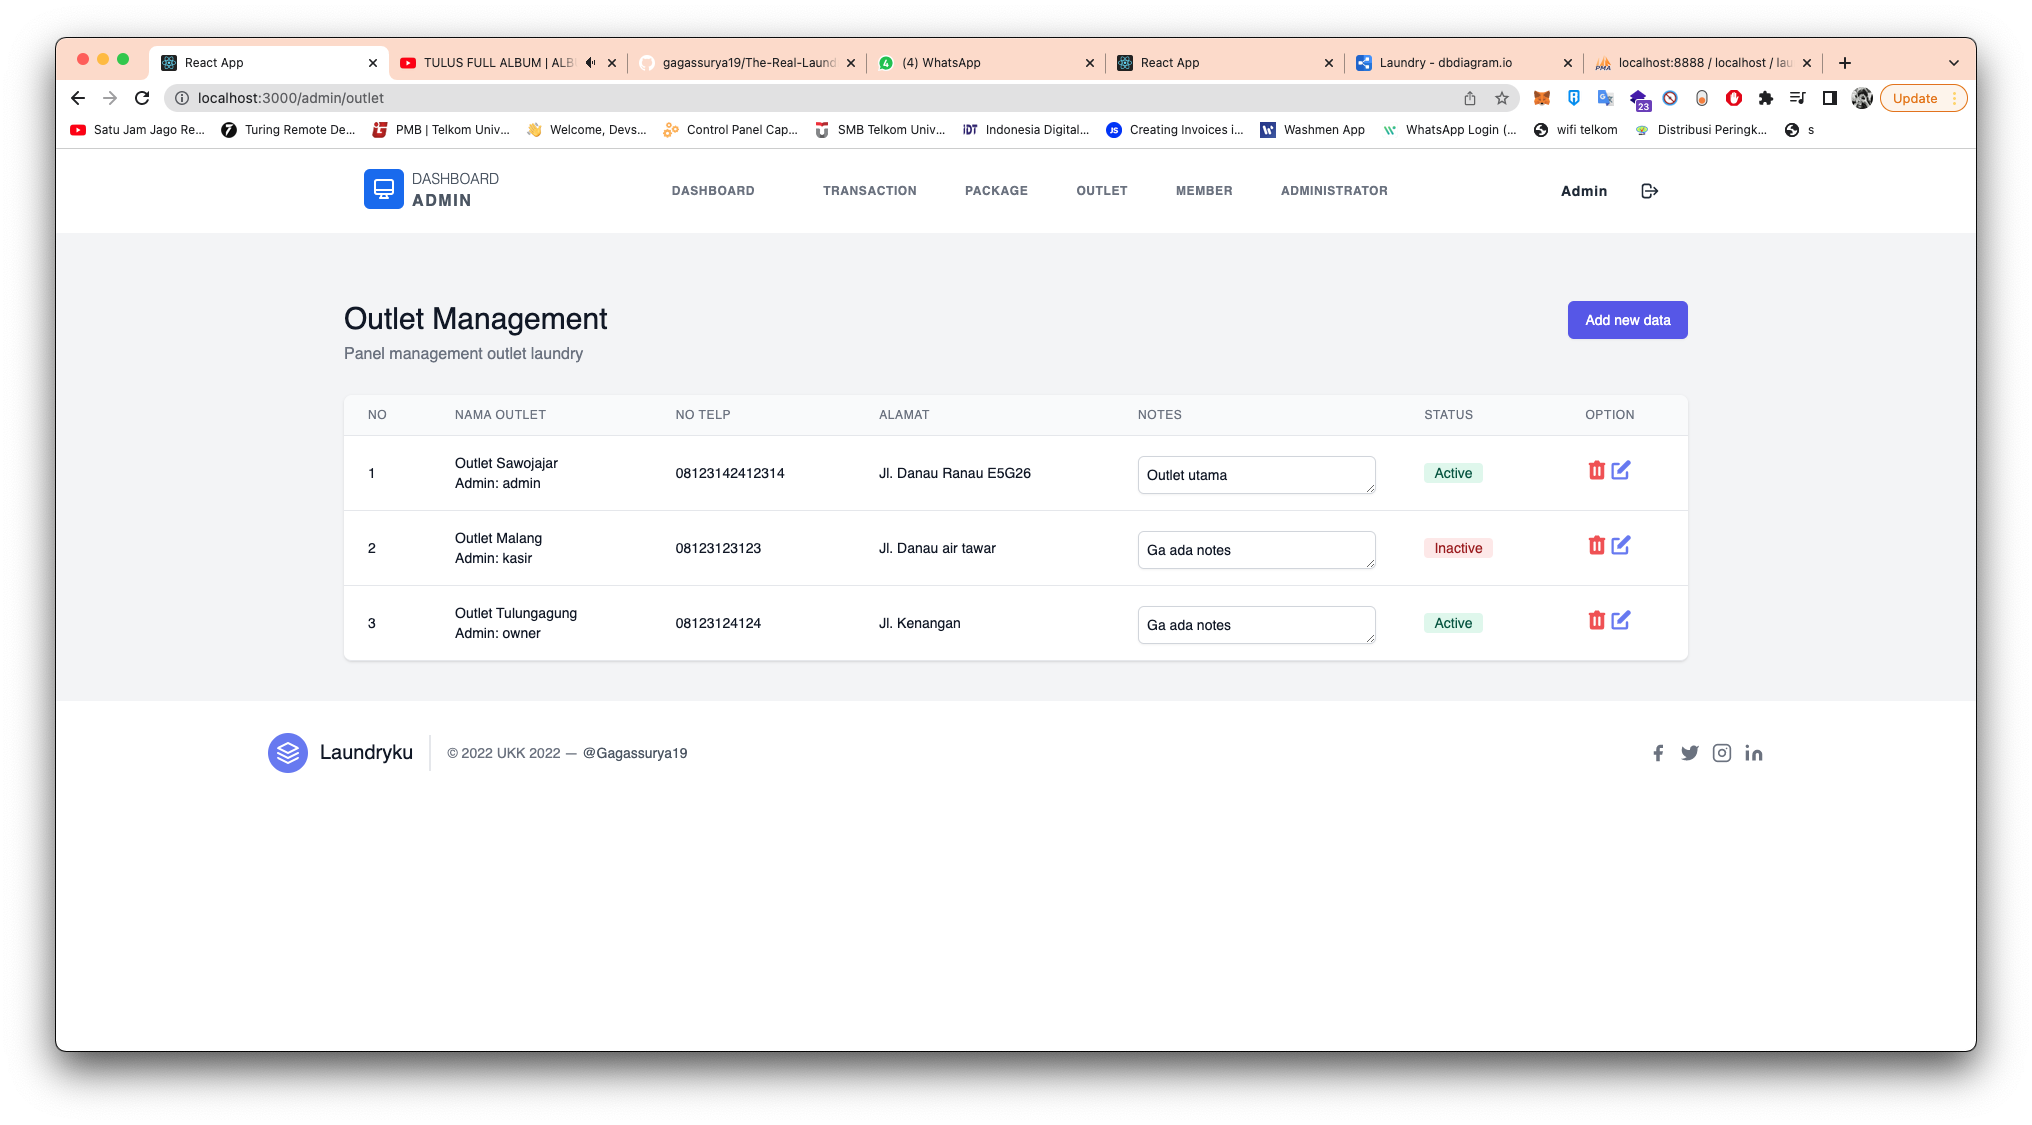 React App
TULUS FULL ALBUM | ALB
gagassurya19/The-Real-Laund
(4) WhatsApp
React App
Laundry - dbdiagram.io
localhost:8888 / localhost / lau
localhost:3000/admin/outlet
23
Update
Satu Jam Jago Re...
Turing Remote De...
PMB | Telkom Univ...
Welcome, Devs...
Control Panel Cap...
SMB Telkom Univ...
Indonesia Digital...
Creating Invoices i...
Washmen App
WhatsApp Login (...
wifi telkom
Distribusi Peringk...
s
DASHBOARD
ADMIN
DASHBOARD
TRANSACTION
PACKAGE
OUTLET
MEMBER
ADMINISTRATOR
Admin
Outlet Management
Panel management outlet laundry
Add new data
NO NAMA OUTLET NO TELP ALAMAT NOTES STATUS OPTION
1
Outlet Sawojajar
Admin: admin
08123142412314
Jl. Danau Ranau E5G26
Outlet utama
Active
2
Outlet Malang
Admin: kasir
08123123123
Jl. Danau air tawar
Ga ada notes
Inactive
3
Outlet Tulungagung
Admin: owner
08123124124
Jl. Kenangan
Ga ada notes
Active
Laundryku
© 2022 UKK 2022 — @Gagassurya19